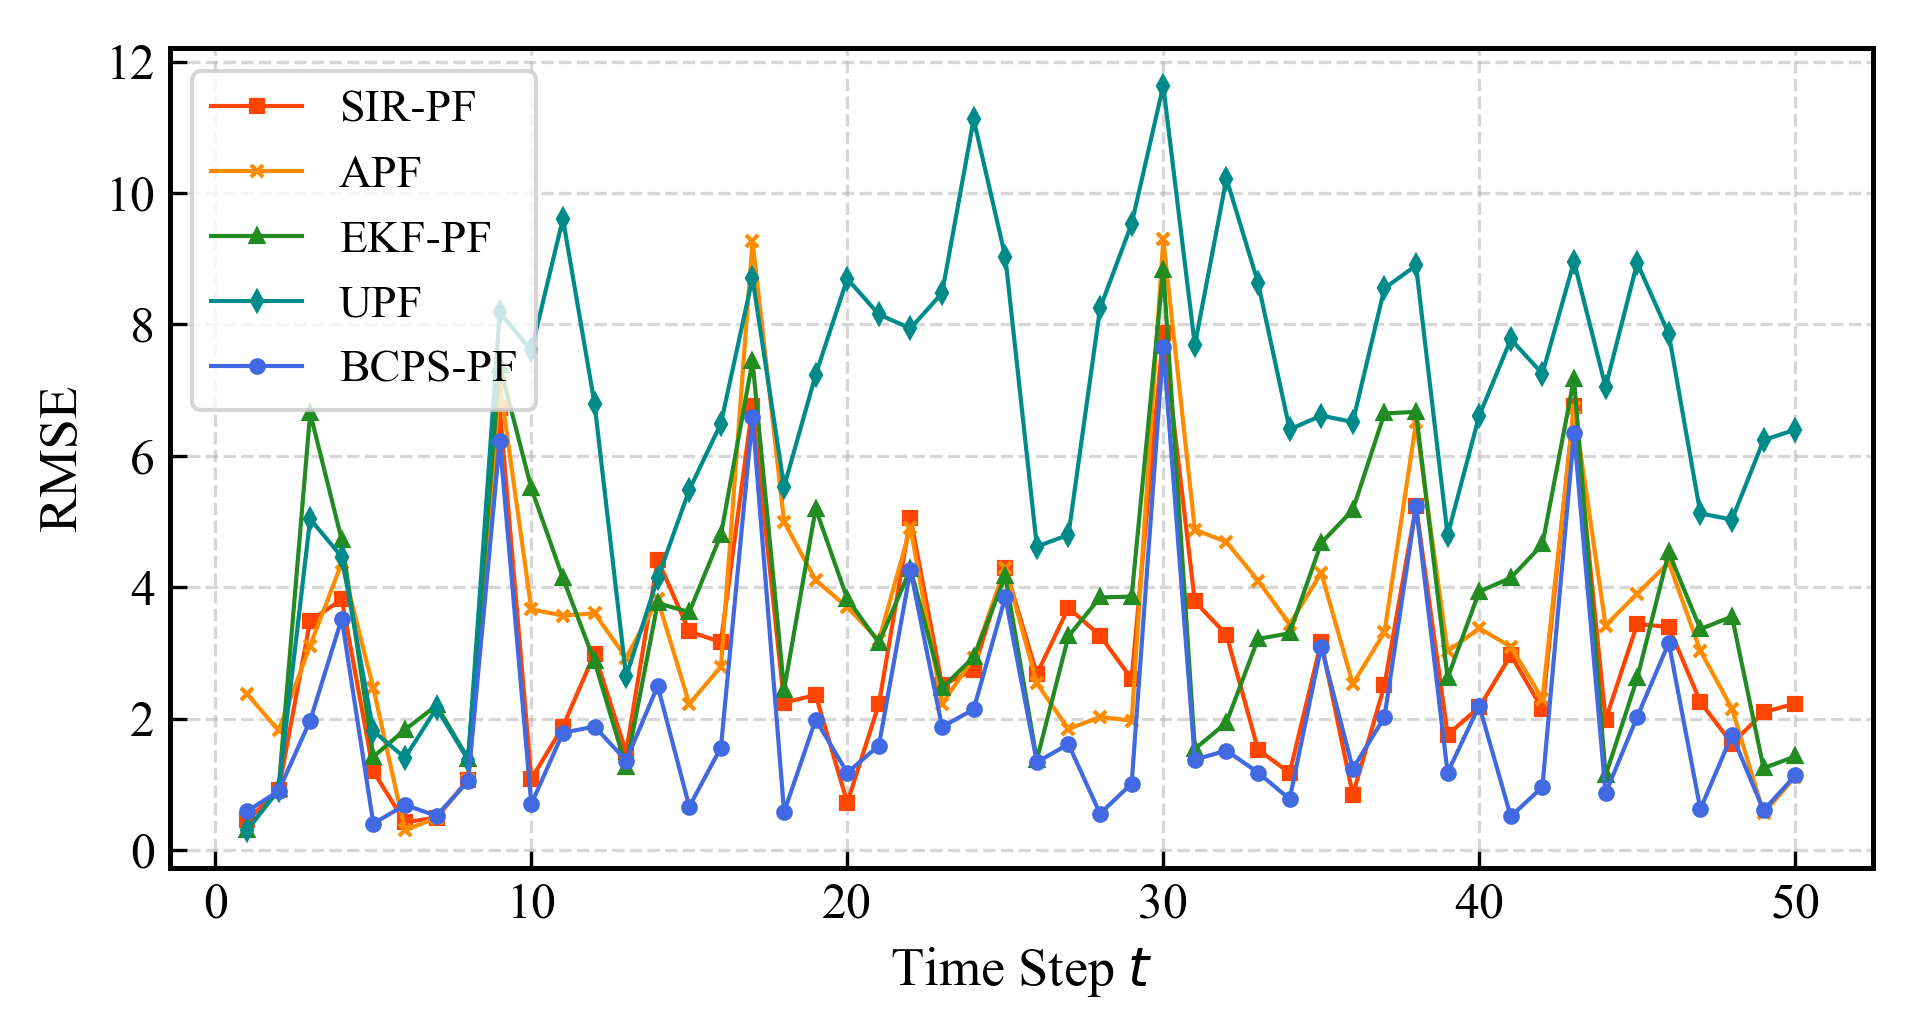 12
10
8
6
4
2
0
RMSE
SIR-PF
APF
EKF-PF
UPF
BCPS-PF
0 10 20 30 40 50
Time Step t